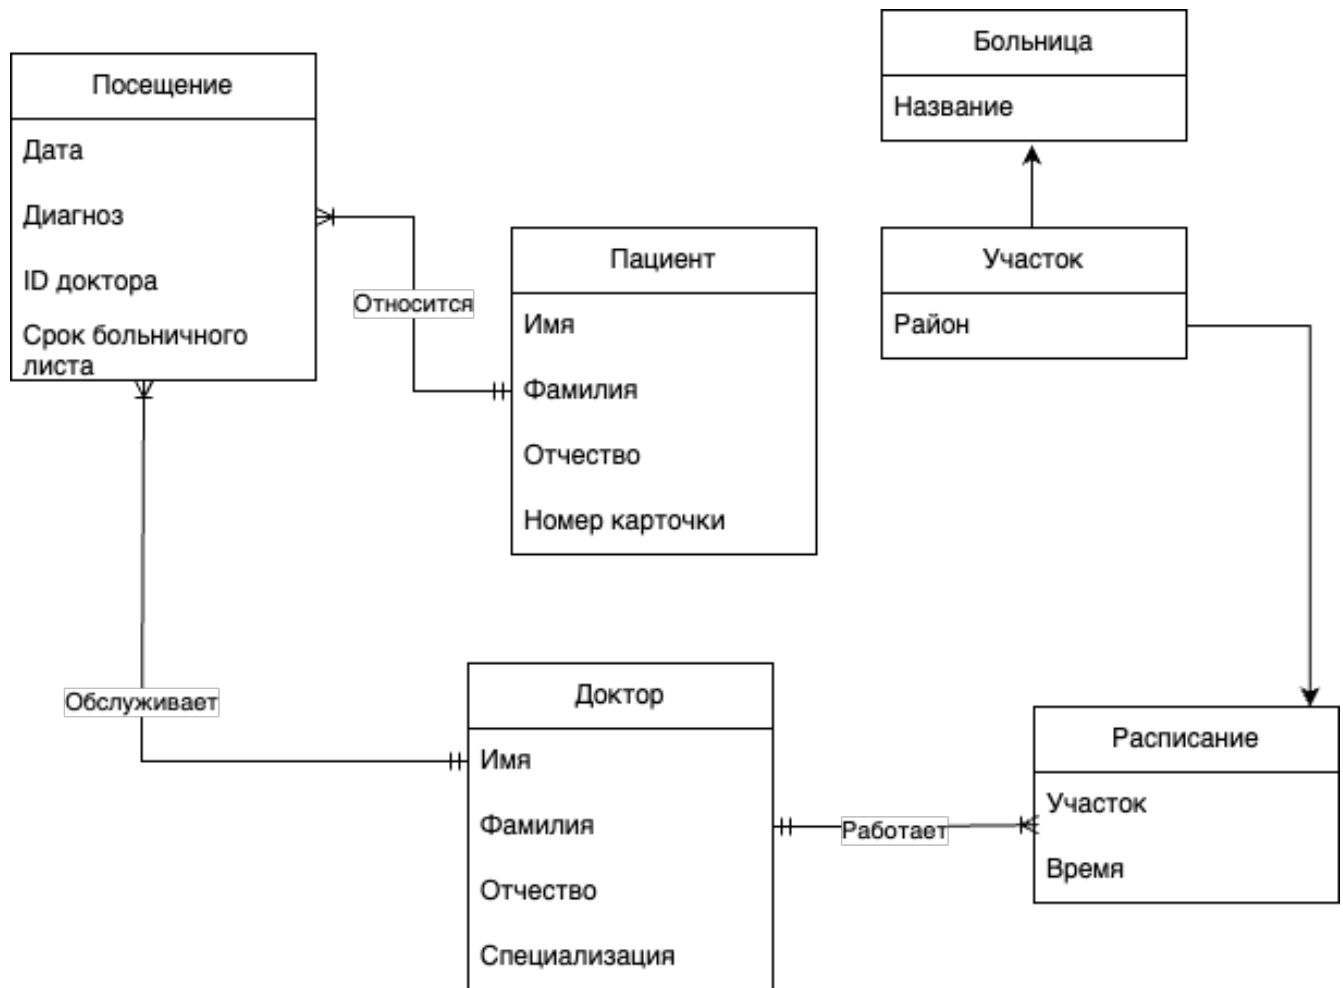 Больница
Название
Посещение
Дата
Диагноз
ID доктора
Срок больничного
листа
Относится
Пациент
Имя
Фамилия
Отчество
Номер карточки
Участок
Район
Обслуживает
Доктор
Имя
Фамилия
Отчество
Специализация
Работает
Расписание
Участок
Время